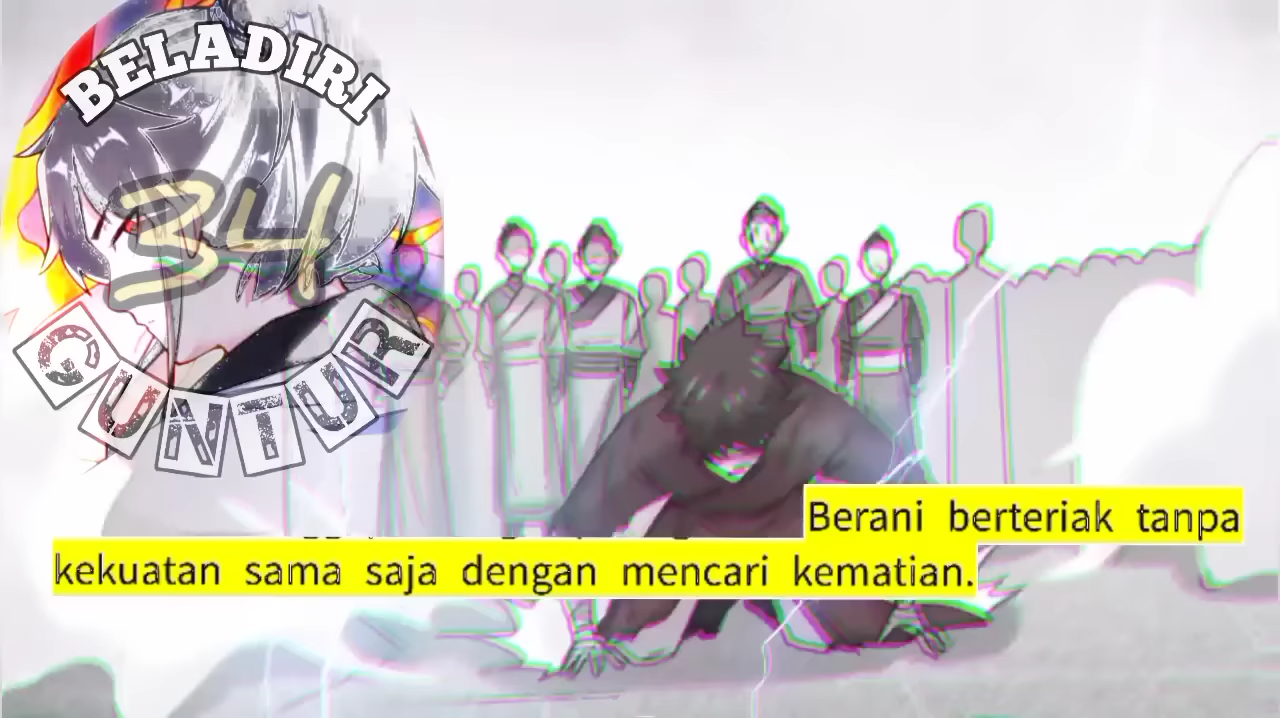 BELADIRI
34
GUNTUR
Berani berteriak tanpa
kekuatan sama saja dengan mencari kematian.